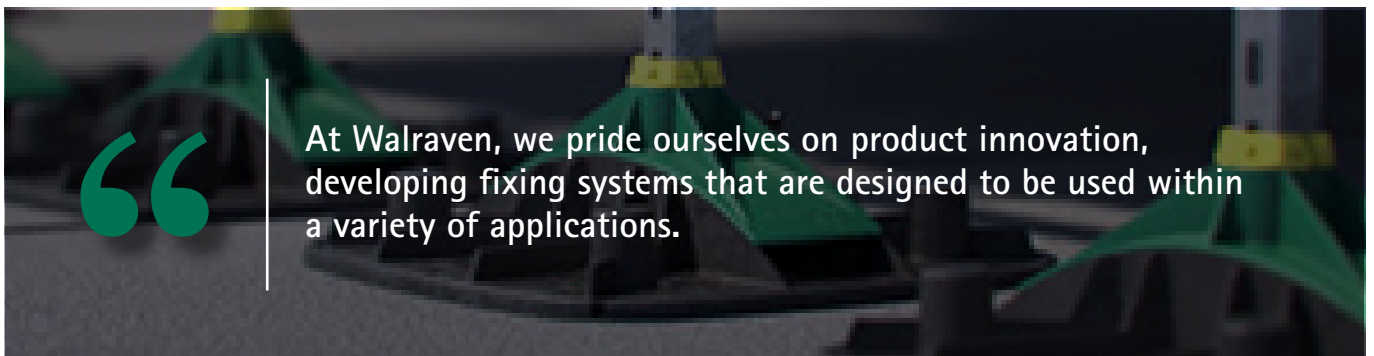 “
At Walraven, we pride ourselves on product innovation,
developing fixing systems that are designed to be used within
a variety of applications.